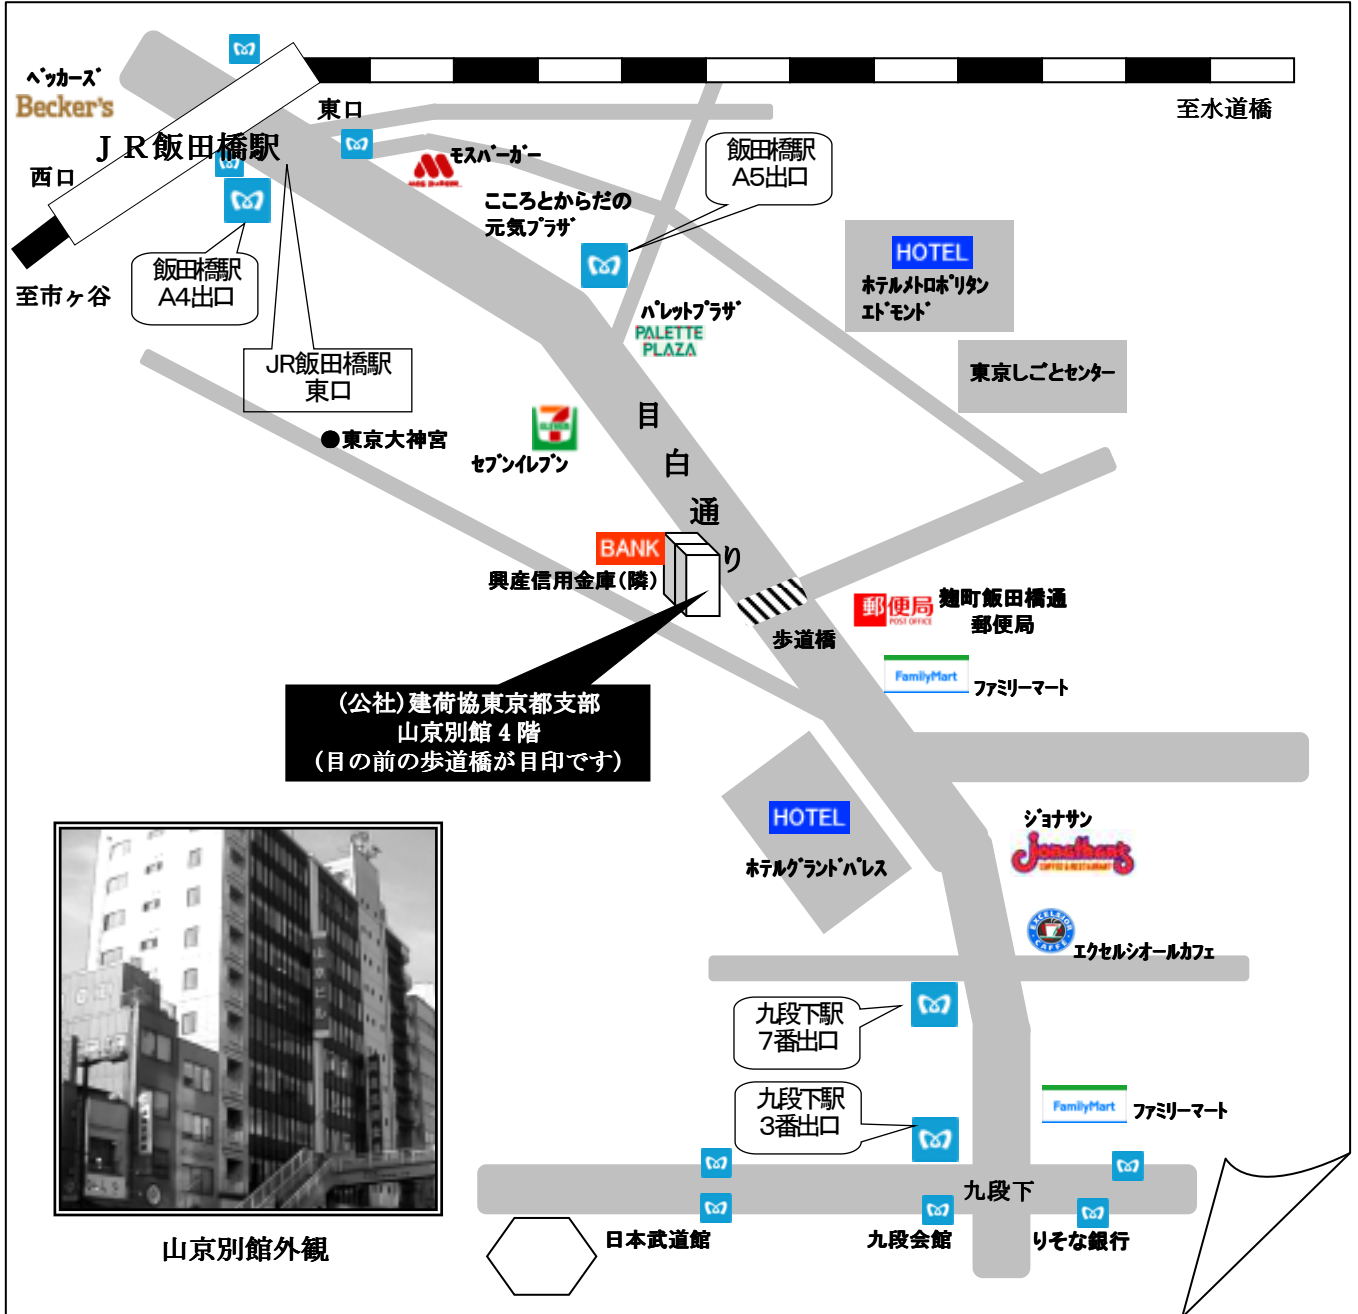 ベッカーズ
Becker's
東口
至水道橋
ＪＲ飯田橋駅
モスバーガー
MOS BURGER
飯田橋駅
A5出口
西口
こころとからだの
元気プラザ
HOTEL
ホテルメトロポリタン
エドモンド
飯田橋駅
A4出口
至市ヶ谷
パレットプラザ
PALETTE
PLAZA
JR飯田橋駅
東口
東京しごとセンター
目白通り
●東京大神宮
セブンイレブン
BANK
興産信用金庫(隣)
郵便局
POST OFFICE
麹町飯田橋通
郵便局
歩道橋
FamilyMart
ファミリーマート
(公社)建荷協東京都支部
山京別館４階
(目の前の歩道橋が目印です)
HOTEL
ホテルグランドパレス
ジョナサン
Jonathan's
COFFEE & RESTAURANT
EXCELSIOR
CAFFÉ
エクセルシオールカフェ
九段下駅
7番出口
九段下駅
3番出口
FamilyMart
ファミリーマート
九段下
日本武道館
九段会館
りそな銀行
山京別館外観